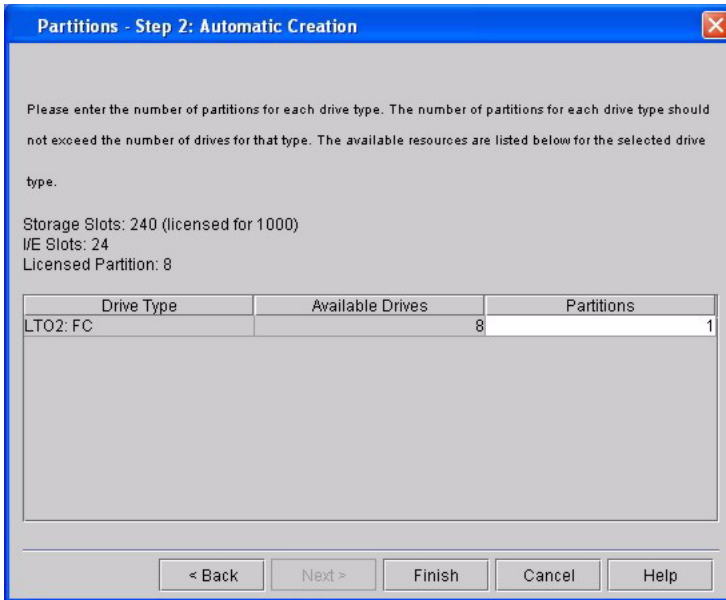 Partitions - Step 2: Automatic Creation
Please enter the number of partitions for each drive type. The number of partitions for each drive type should
not exceed the number of drives for that type. The available resources are listed below for the selected drive
type.
Storage Slots: 240 (licensed for 1000)
I/E Slots: 24
Licensed Partition: 8
Drive Type Available Drives Partitions
LTO2: FC 8 1
< Back Next > Finish Cancel Help